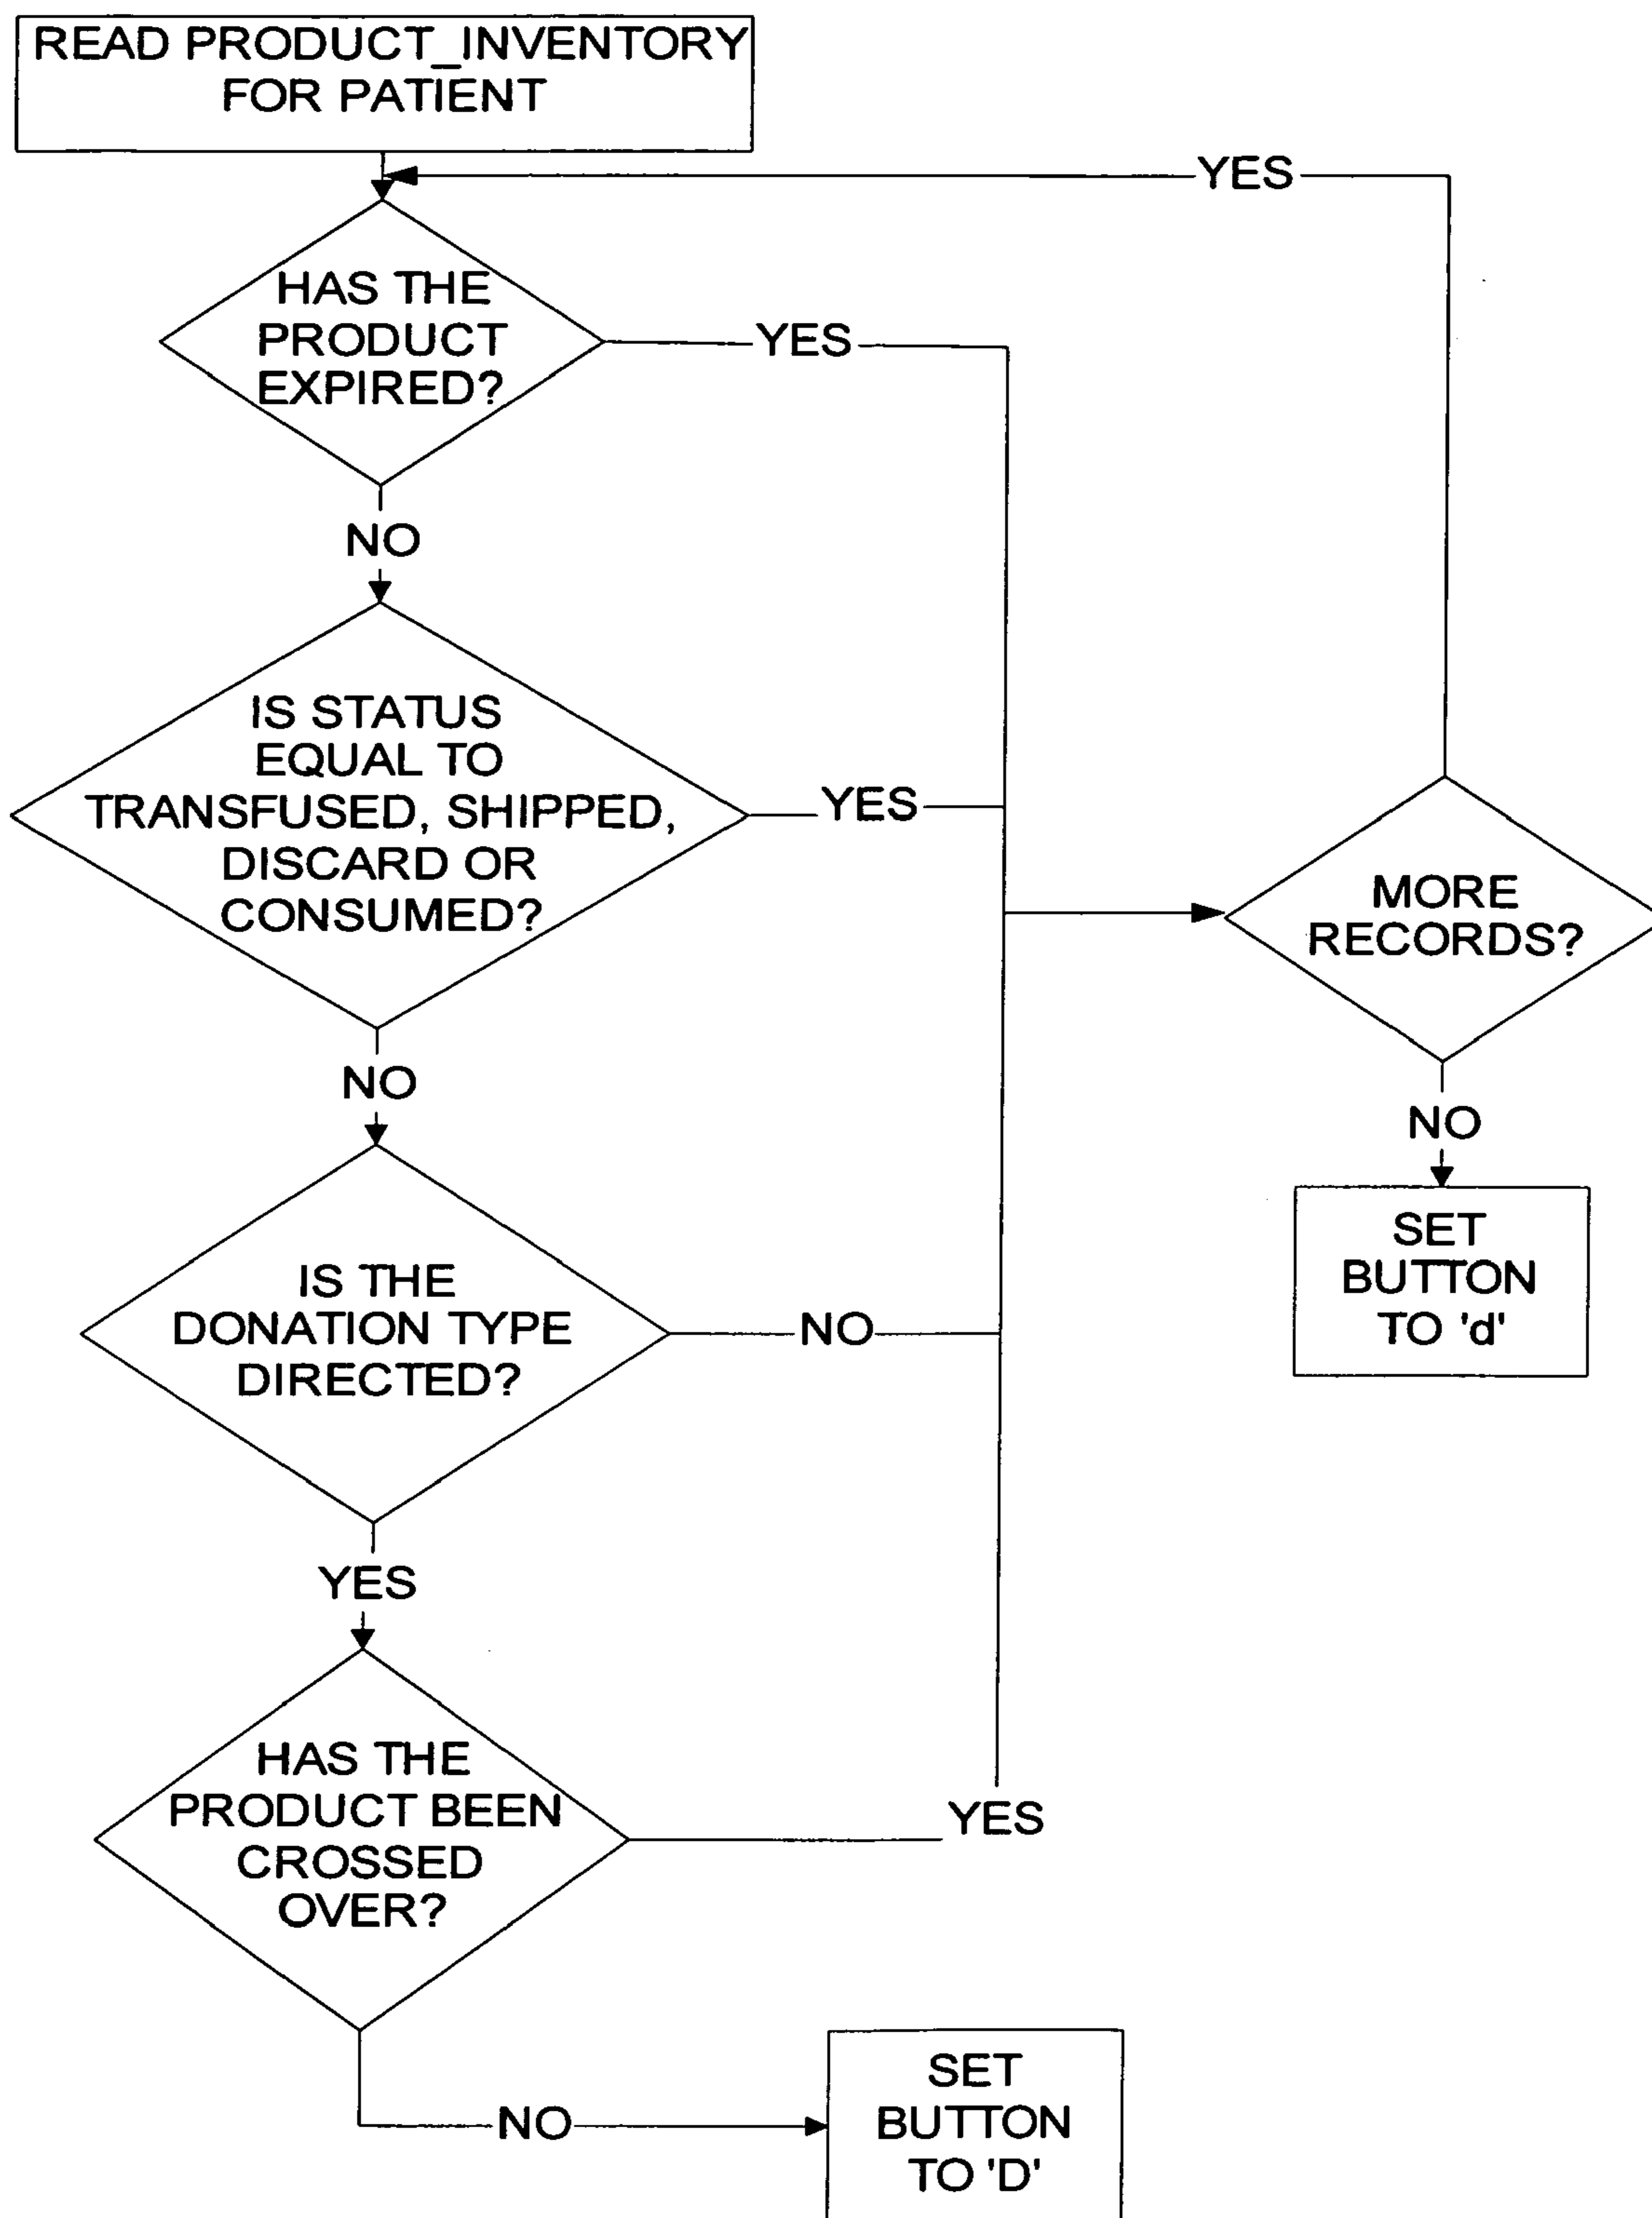 READ PRODUCT_INVENTORY
FOR PATIENT
YES
HAS THE
PRODUCT
EXPIRED?
YES
NO
IS STATUS
EQUAL TO
TRANSFUSED, SHIPPED,
DISCARD OR
CONSUMED?
YES
MORE
RECORDS?
NO
NO
SET
BUTTON
TO 'd'
IS THE
DONATION TYPE
DIRECTED?
NO
YES
HAS THE
PRODUCT BEEN
CROSSED
OVER?
YES
NO
SET
BUTTON
TO 'D'